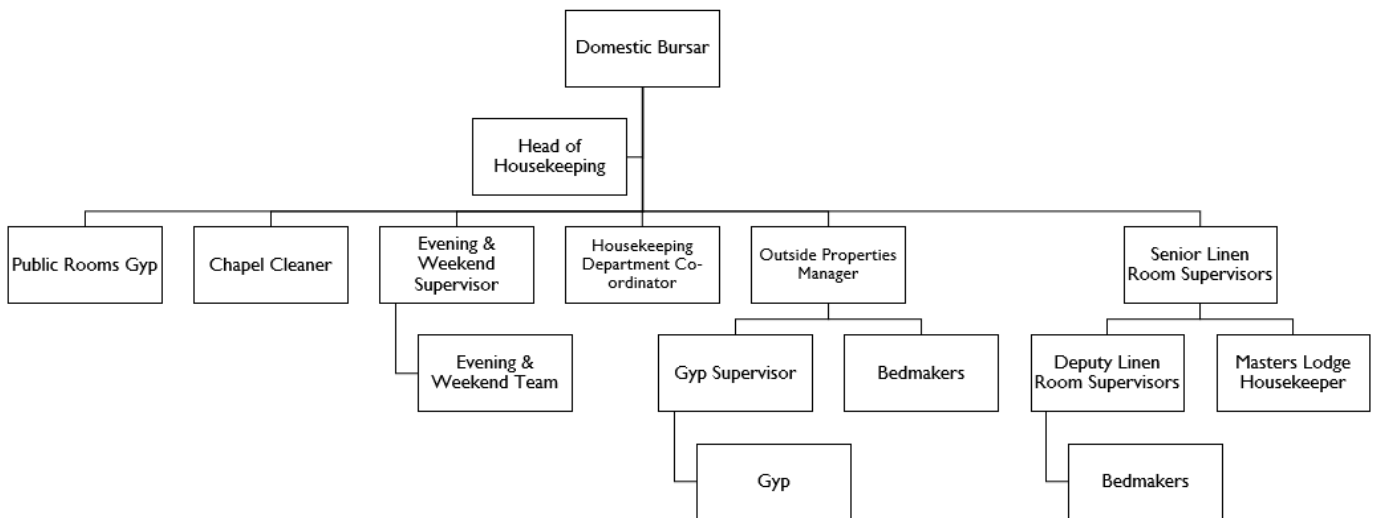 Domestic Bursar
Head of
Housekeeping
Public Rooms Gyp
Chapel Cleaner
Evening &
Weekend
Supervisor
Housekeeping
Department Co-
ordinator
Outside Properties
Manager
Senior Linen
Room Supervisors
Evening &
Weekend Team
Gyp Supervisor
Bedmakers
Deputy Linen
Room Supervisors
Masters Lodge
Housekeeper
Gyp
Bedmakers